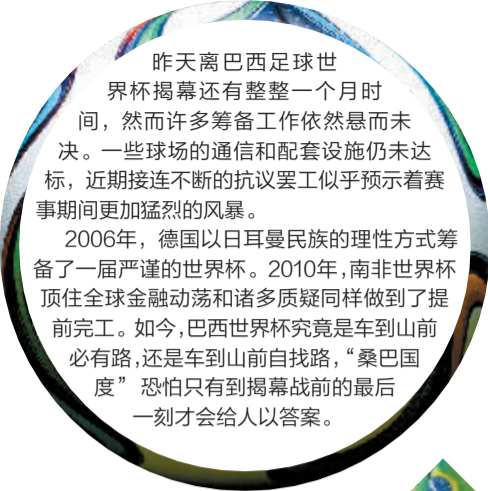 昨天离巴西足球世
界杯揭幕还有整整一个月时
间，然而许多筹备工作依然悬而未
决。一些球场的通信和配套设施仍未达
标，近期接连不断的抗议罢工似乎预示着赛
事期间更加猛烈的风暴。
2006年，德国以日耳曼民族的理性方式筹
备了一届严谨的世界杯。2010年，南非世界杯
顶住全球金融动荡和诸多质疑同样做到了提
前完工。如今，巴西世界杯究竟是车到山前
必有路，还是车到山前自找路，“桑巴国
度” 恐怕只有到揭幕战前的最后
一刻才会给人以答案。